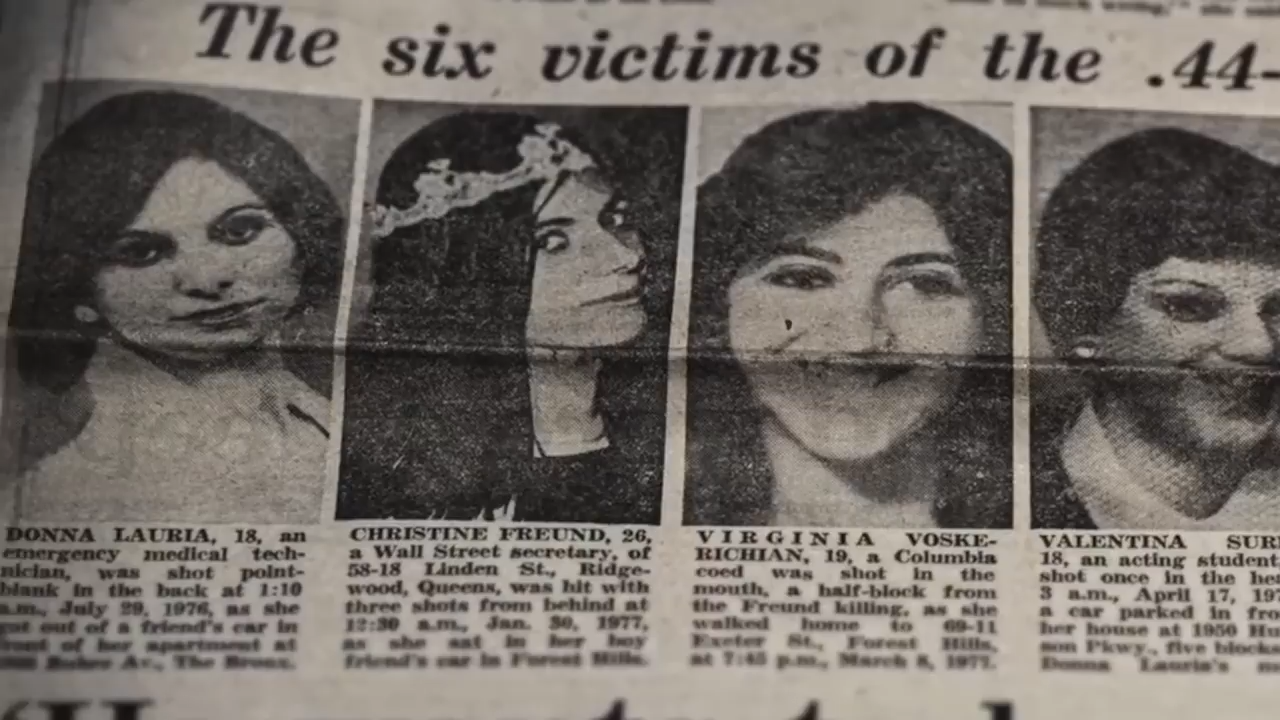 The six victims of the .44-
DONNA LAURIA, 18, an
emergency medical tech-
nician, was shot point-
blank in the back at 1:10
a.m., July 29, 1976, as she
got out of a friend's car in
front of her apartment at
Av., The Bronx.
CHRISTINE FREUND, 26,
a Wall Street secretary, of
58-18 Linden St., Ridge-
wood, Queens, was hit with
three shots from behind at
12:30 a.m., Jan. 30, 1977,
as she sat in her boy
friend's car in Forest Hills.
VIRGINIA VOSKE-
RICHIAN, 19, a Columbia
coed was shot in the
mouth, a half-block from
the Freund killing, as she
walked home to 69-11
Exeter St., Forest Hills,
at 7:45 p.m., March 8, 1977.
VALENTINA SURI
18, an acting student,
shot once in the hea
3 a.m., April 17, 197
a car parked in fro
her house at 1950 Hu
son Pkwy., five blocks
Donna Lauria's